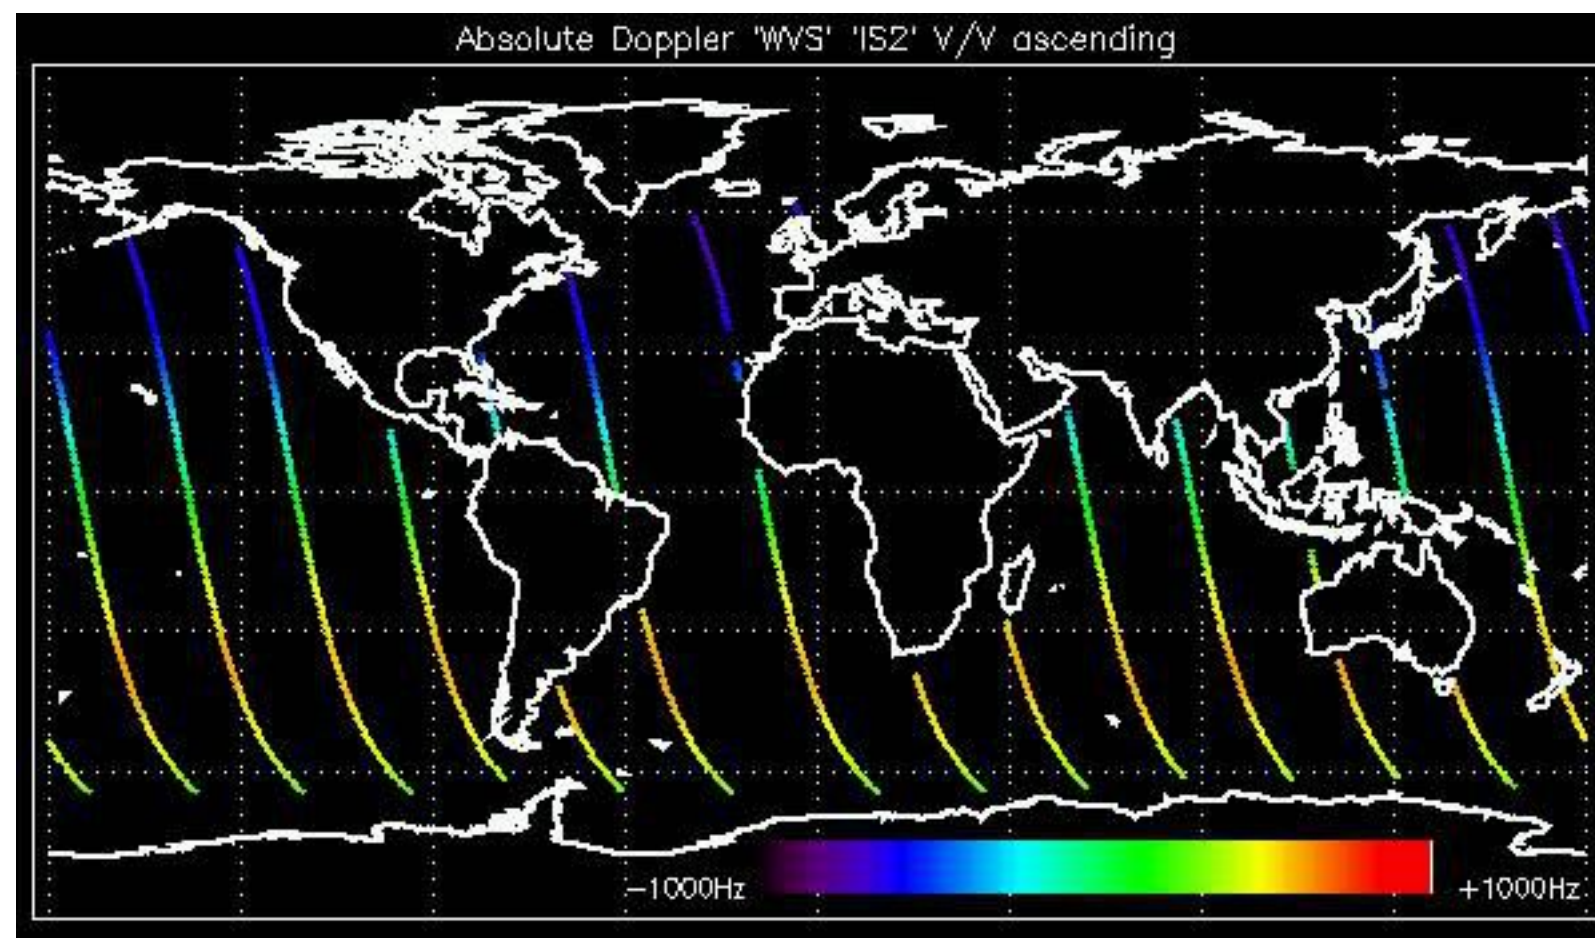 Absolute Doppler 'WVS' 'IS2' V/V ascending
−1000Hz
+1000Hz